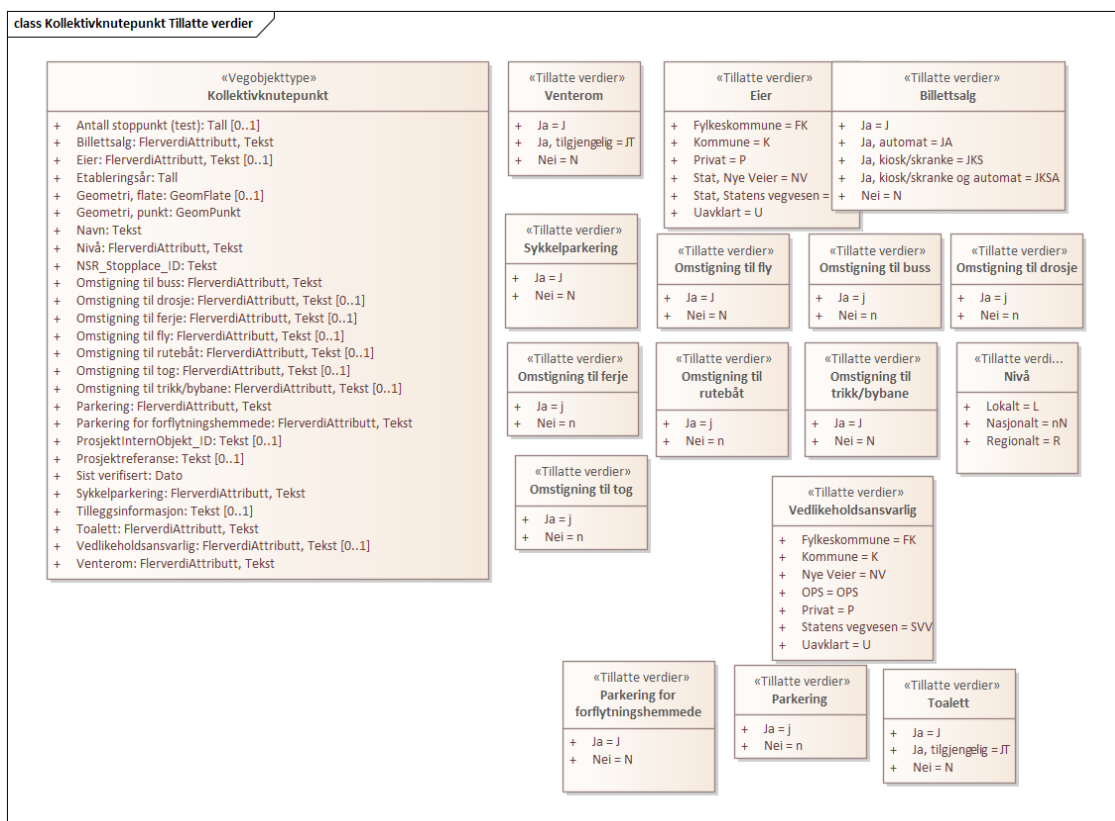 class Kollektivknutepunkt Tillatte verdier
«Vegobjekttype»
Kollektivknutepunkt
+ Antall stoppunkt (test): Tall [0..1]
+ Billettsalg: FlerverdiAttributt, Tekst
+ Eier: FlerverdiAttributt, Tekst [0..1]
+ Etableringsår: Tall
+ Geometri, flate: GeomFlate [0..1]
+ Geometri, punkt: GeomPunkt
+ Navn: Tekst
+ Nivå: FlerverdiAttributt, Tekst
+ NSR_Stopplace_ID: Tekst
+ Omstigning til buss: FlerverdiAttributt, Tekst
+ Omstigning til drosje: FlerverdiAttributt, Tekst [0..1]
+ Omstigning til ferje: FlerverdiAttributt, Tekst [0..1]
+ Omstigning til fly: FlerverdiAttributt, Tekst [0..1]
+ Omstigning til rutebåt: FlerverdiAttributt, Tekst [0..1]
+ Omstigning til tog: FlerverdiAttributt, Tekst [0..1]
+ Omstigning til trikk/bybane: FlerverdiAttributt, Tekst [0..1]
+ Parkering: FlerverdiAttributt, Tekst
+ Parkering for forflytningshemmede: FlerverdiAttributt, Tekst
+ ProsjektInternObjekt_ID: Tekst [0..1]
+ Prosjektreferanse: Tekst [0..1]
+ Sist verifisert: Dato
+ Sykkelparkering: FlerverdiAttributt, Tekst
+ Tilleggsinformasjon: Tekst [0..1]
+ Toalett: FlerverdiAttributt, Tekst
+ Vedlikeholdsansvarlig: FlerverdiAttributt, Tekst [0..1]
+ Venterom: FlerverdiAttributt, Tekst
«Tillatte verdier»
Venterom
+ Ja = J
+ Ja, tilgjengelig = JT
+ Nei = N
«Tillatte verdier»
Eier
+ Fylkeskommune = FK
+ Kommune = K
+ Privat = P
+ Stat, Nye Veier = NV
+ Stat, Statens vegvesen =
+ Uavklart = U
«Tillatte verdier»
Billettsalg
+ Ja = J
+ Ja, automat = JA
+ Ja, kiosk/skranke = JKS
+ Ja, kiosk/skranke og automat = JKSA
+ Nei = N
«Tillatte verdier»
Sykkelparkering
+ Ja = J
+ Nei = N
«Tillatte verdier»
Omstigning til fly
+ Ja = J
+ Nei = N
«Tillatte verdier»
Omstigning til buss
+ Ja = j
+ Nei = n
«Tillatte verdier»
Omstigning til drosje
+ Ja = j
+ Nei = n
«Tillatte verdier»
Omstigning til ferje
+ Ja = j
+ Nei = n
«Tillatte verdier»
Omstigning til
rutebåt
+ Ja = j
+ Nei = n
«Tillatte verdier»
Omstigning til
trikk/bybane
+ Ja = J
+ Nei = N
«Tillatte verdi...
Nivå
+ Lokalt = L
+ Nasjonalt = nN
+ Regionalt = R
«Tillatte verdier»
Omstigning til tog
+ Ja = j
+ Nei = n
«Tillatte verdier»
Vedlikeholdsansvarlig
+ Fylkeskommune = FK
+ Kommune = K
+ Nye Veier = NV
+ OPS = OPS
+ Privat = P
+ Statens vegvesen = SVV
+ Uavklart = U
«Tillatte verdier»
Parkering for
forflytningshemmede
+ Ja = J
+ Nei = N
«Tillatte verdier»
Parkering
+ Ja = j
+ Nei = n
«Tillatte verdier»
Toalett
+ Ja = J
+ Ja, tilgjengelig = JT
+ Nei = N